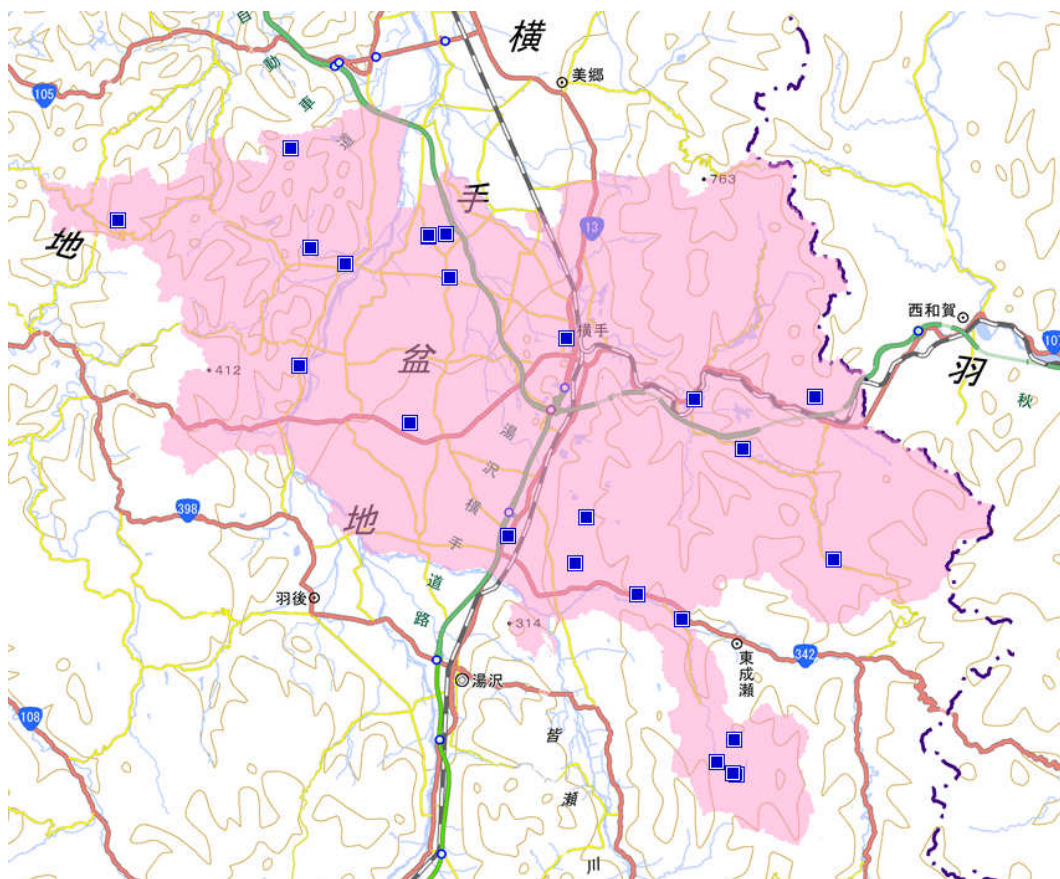 横
自
動
車
道
105
美郷
763
手
13
地
西和賀
107
横手
羽
盆
412
秋
湯
沢
横
手
道
路
398
地
羽後
314
東成瀬
342
湯沢
108
皆
瀬
川